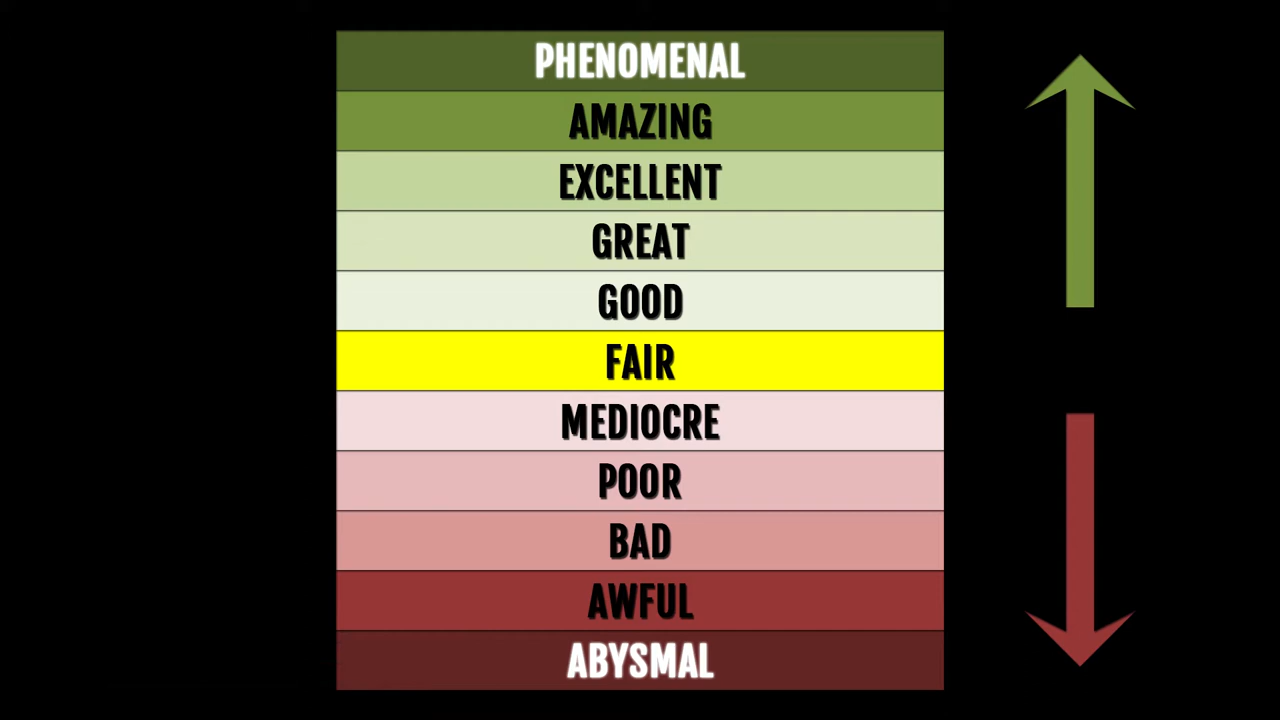 PHENOMENAL
AMAZING
EXCELLENT
GREAT
GOOD
FAIR
MEDIOCRE
POOR
BAD
AWFUL
ABYSMAL